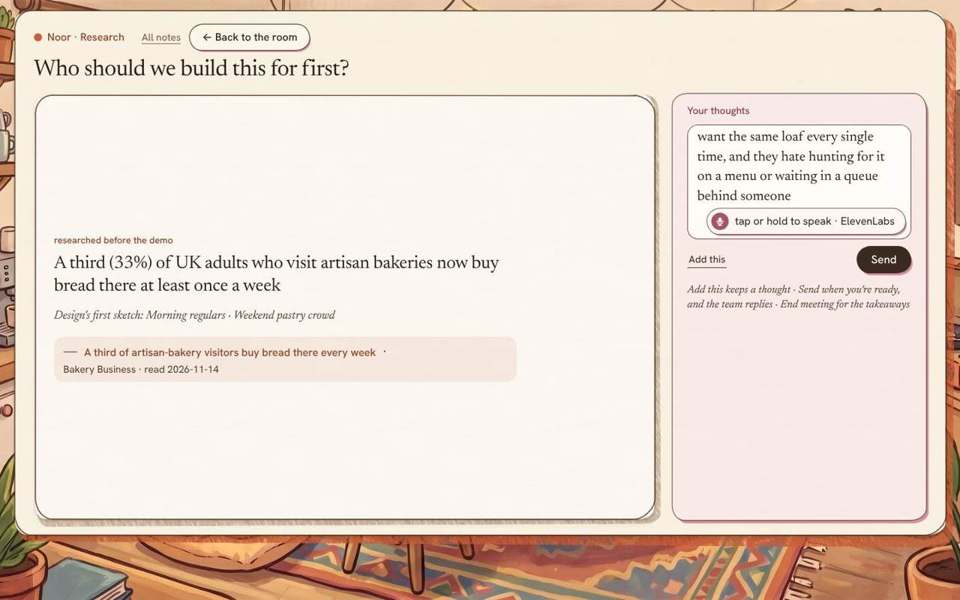 Noor · Research All notes ← Back to the room
Who should we build this for first?
researched before the demo
A third (33%) of UK adults who visit artisan bakeries now buy
bread there at least once a week
Design's first sketch: Morning regulars · Weekend pastry crowd
— A third of artisan-bakery visitors buy bread there every week ·
Bakery Business · read 2026-11-14
Your thoughts
want the same loaf every single
time, and they hate hunting for it
on a menu or waiting in a queue
behind someone
tap or hold to speak · ElevenLabs
Add this Send
Add this keeps a thought · Send when you're ready,
and the team replies · End meeting for the takeaways